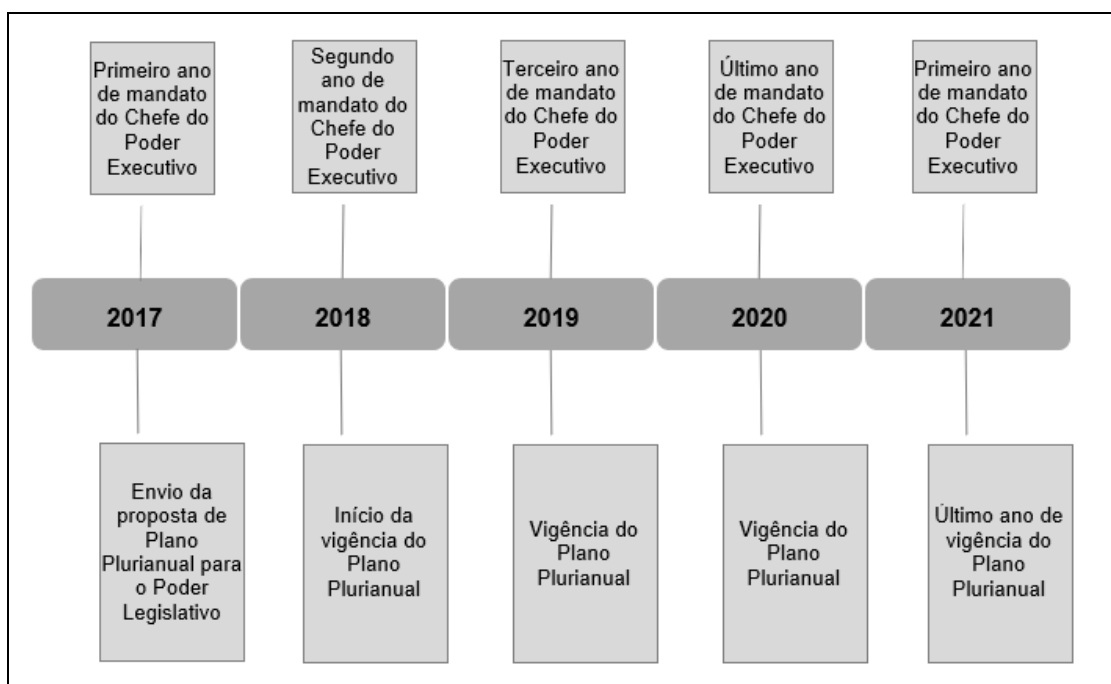 Primeiro ano
de mandato
do Chefe do
Poder
Executivo
Segundo
ano de
mandato do
Chefe do
Poder
Executivo
Terceiro ano
de mandato
do Chefe do
Poder
Executivo
Último ano
de mandato
do Chefe do
Poder
Executivo
Primeiro ano
de mandato
do Chefe do
Poder
Executivo
2017
2018
2019
2020
2021
Envio da
proposta de
Plano
Plurianual para
o Poder
Legislativo
Início da
vigência do
Plano
Plurianual
Vigência do
Plano
Plurianual
Vigência do
Plano
Plurianual
Último ano de
vigência do
Plano
Plurianual